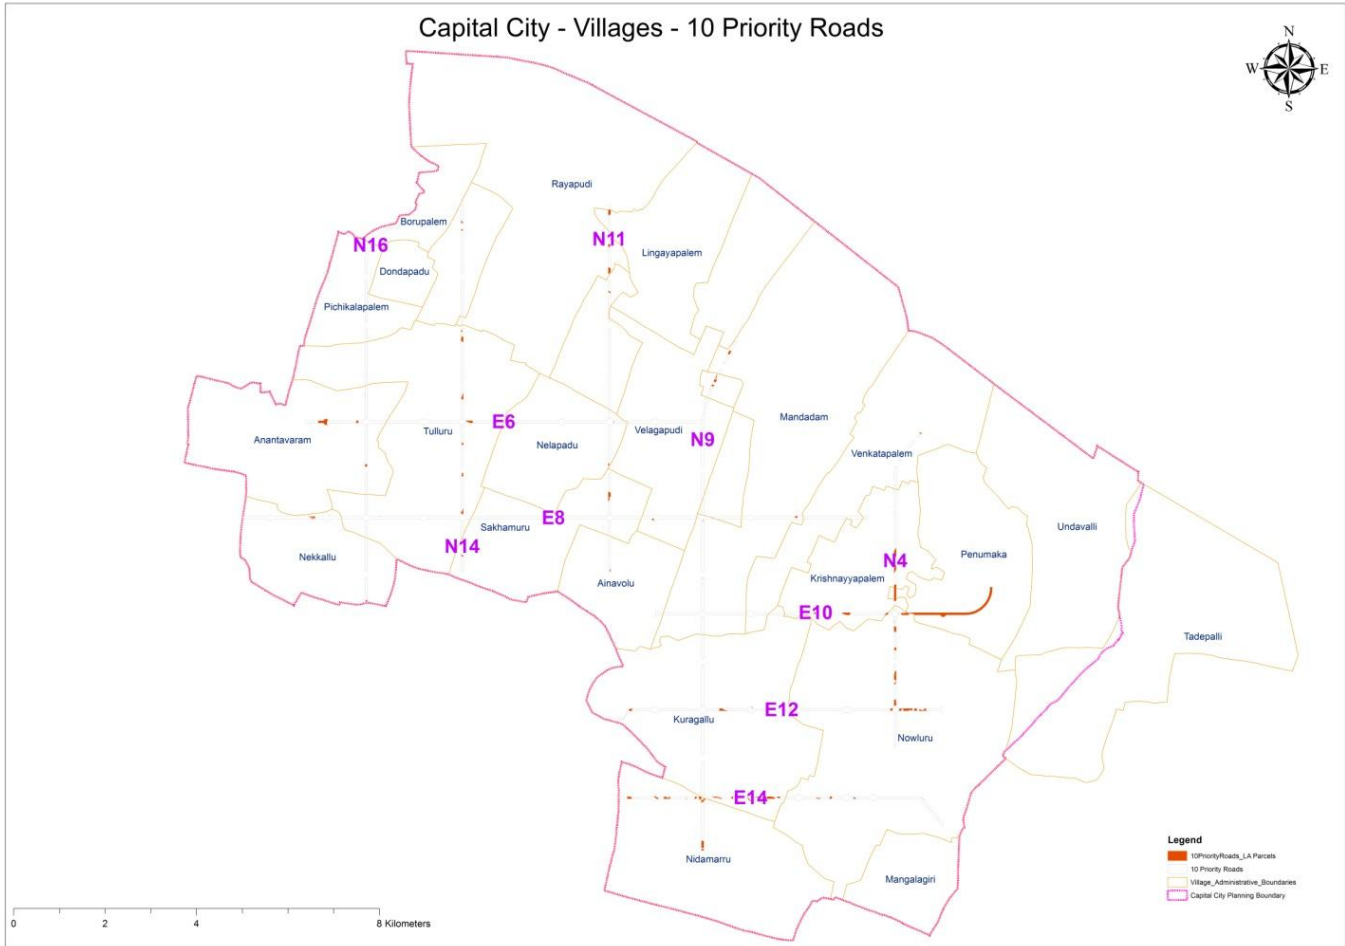 Capital City - Villages - 10 Priority Roads
N
W E
S
Rayapudi
Borupalem
N16
N11
Lingayapalem
Dondapadu
Pichikalapalem
Mandadam
E6
Anantavaram
Tulluru
Nelapadu
Velagapudi
N9
Venkatapalem
E8
Sakhamuru
N14
Nekkallu
Ainavolu
N4
Krishnayyapalem
Penumaka
Undavalli
E10
Tadepalli
E12
Kuragallu
Nowluru
E14
Nidamarru
Mangalagiri
Legend
10PriorityRoads_LA Parcels
10 Priority Roads
Village_Administrative_Boundaries
Capital City Planning Boundary
0 2 4 8 Kilometers